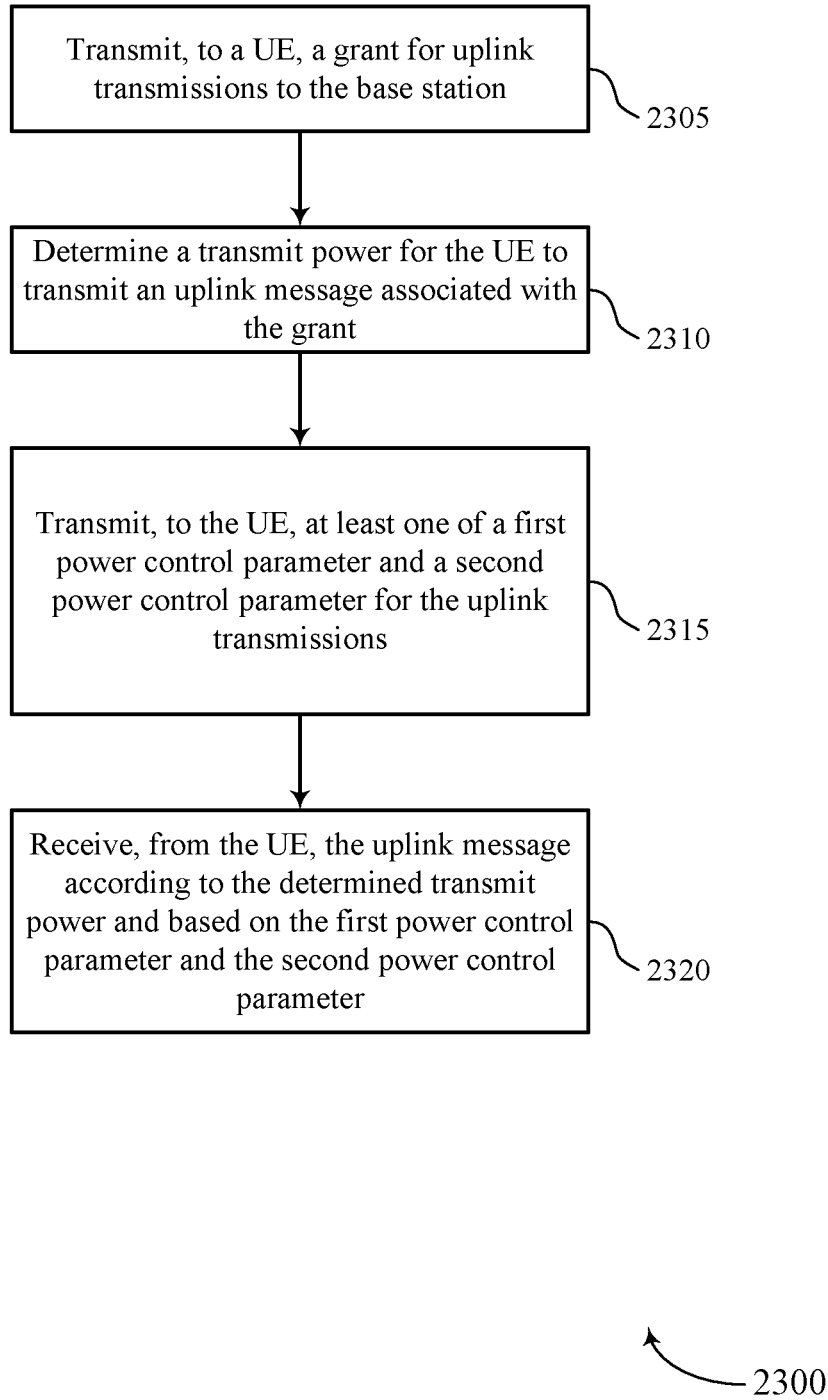 Transmit, to a UE, a grant for uplink
transmissions to the base station
2305
Determine a transmit power for the UE to
transmit an uplink message associated with
the grant
2310
Transmit, to the UE, at least one of a first
power control parameter and a second
power control parameter for the uplink
transmissions
2315
Receive, from the UE, the uplink message
according to the determined transmit
power and based on the first power control
parameter and the second power control
parameter
2320
2300